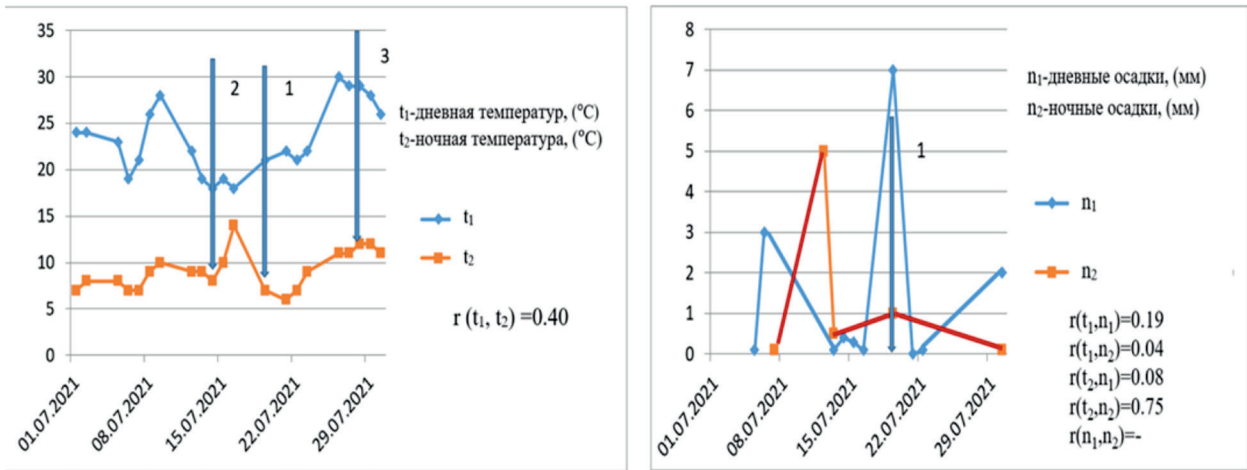 35
30
25
20
15
10
5
0
2
1
3
t₁-дневная температур, (°C)
t₂-ночная температура, (°C)
t₁
t₂
r (t₁, t₂) =0.40
01.07.2021
08.07.2021
15.07.2021
22.07.2021
29.07.2021
8
7
6
5
4
3
2
1
0
1
n₁-дневные осадки, (мм)
n₂-ночные осадки, (мм)
n₁
n₂
r(t₁,n₁)=0.19
r(t₁,n₂)=0.04
r(t₂,n₁)=0.08
r(t₂,n₂)=0.75
r(n₁,n₂)=-
01.07.2021
08.07.2021
15.07.2021
22.07.2021
29.07.2021